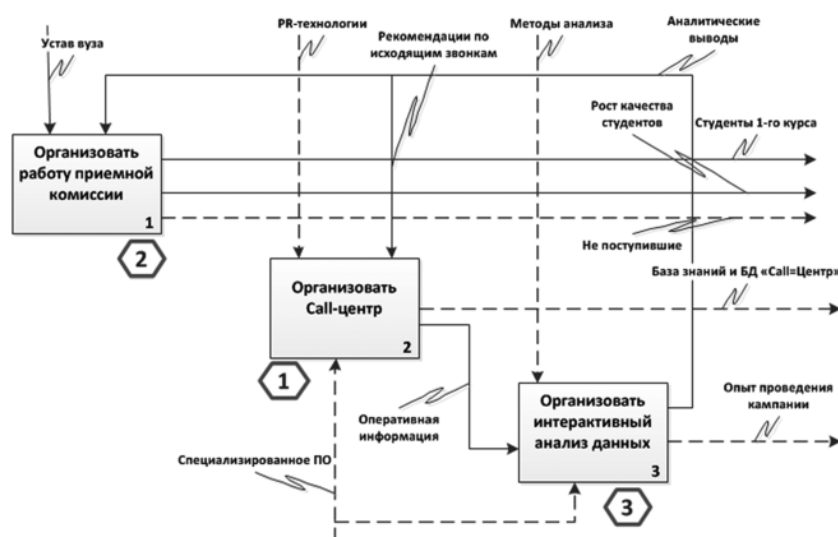 Устав вуза
PR-технологии
Рекомендации по
исходящим звонкам
Методы анализа
Аналитические
выводы
Рост качества
студентов
Студенты 1-го курса
Организовать
работу приемной
комиссии
1
2
Не поступившие
База знаний и БД «Call=Центр»
Организовать
Call-центр
2
1
Оперативная
информация
Организовать
интерактивный
анализ данных
3
3
Опыт проведения
кампании
Специализированное ПО